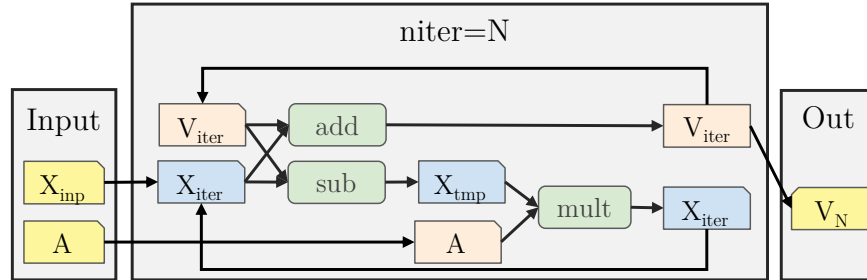 niter=N
Input
Out
V_iter
add
V_iter
X_inp
X_iter
sub
X_tmp
mult
X_iter
V_N
A
A